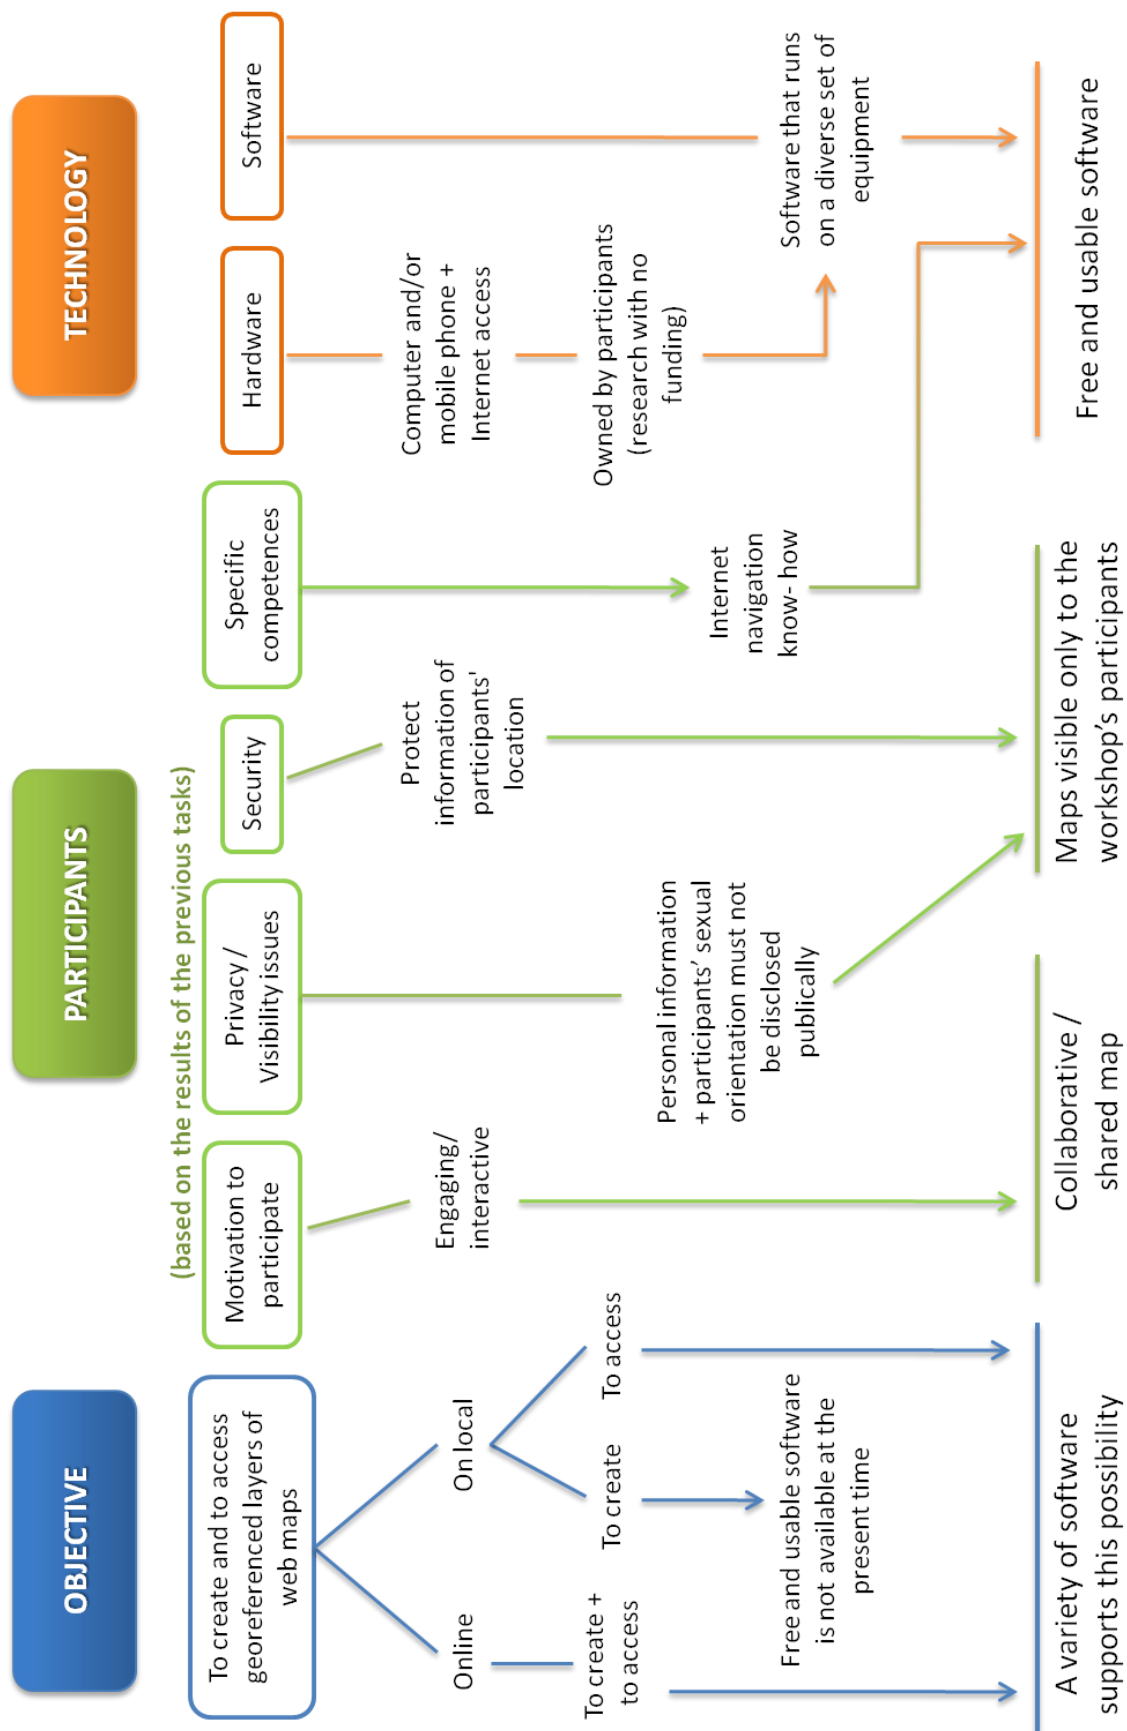 OBJECTIVE
To create and to access
georeferenced layers of
web maps
Online
On local
To create +
to access
To create
To access
Free and usable software
is not available at the
present time
A variety of software
supports this possibility
PARTICIPANTS
(based on the results of the previous tasks)
Motivation to
participate
Engaging/
interactive
Collaborative /
shared map
Privacy /
Visibility issues
Personal information
+ participants' sexual
orientation must not
be disclosed
publically
Security
Protect
information of
participants'
location
Maps visible only to the
workshop's participants
Specific
competences
Internet
navigation
know- how
TECHNOLOGY
Hardware
Computer and/or
mobile phone +
Internet access
Owned by participants
(research with no
funding)
Software
Software that runs
on a diverse set of
equipment
Free and usable software